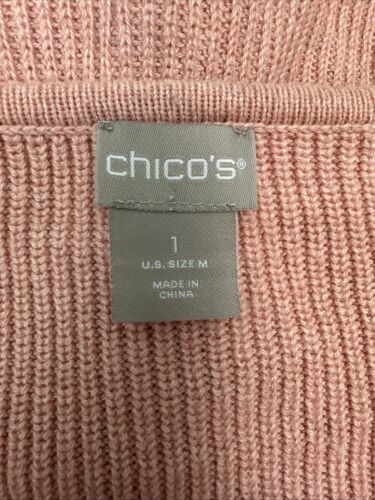 chico's®
1
U.S. SIZE M
MADE IN
CHINA